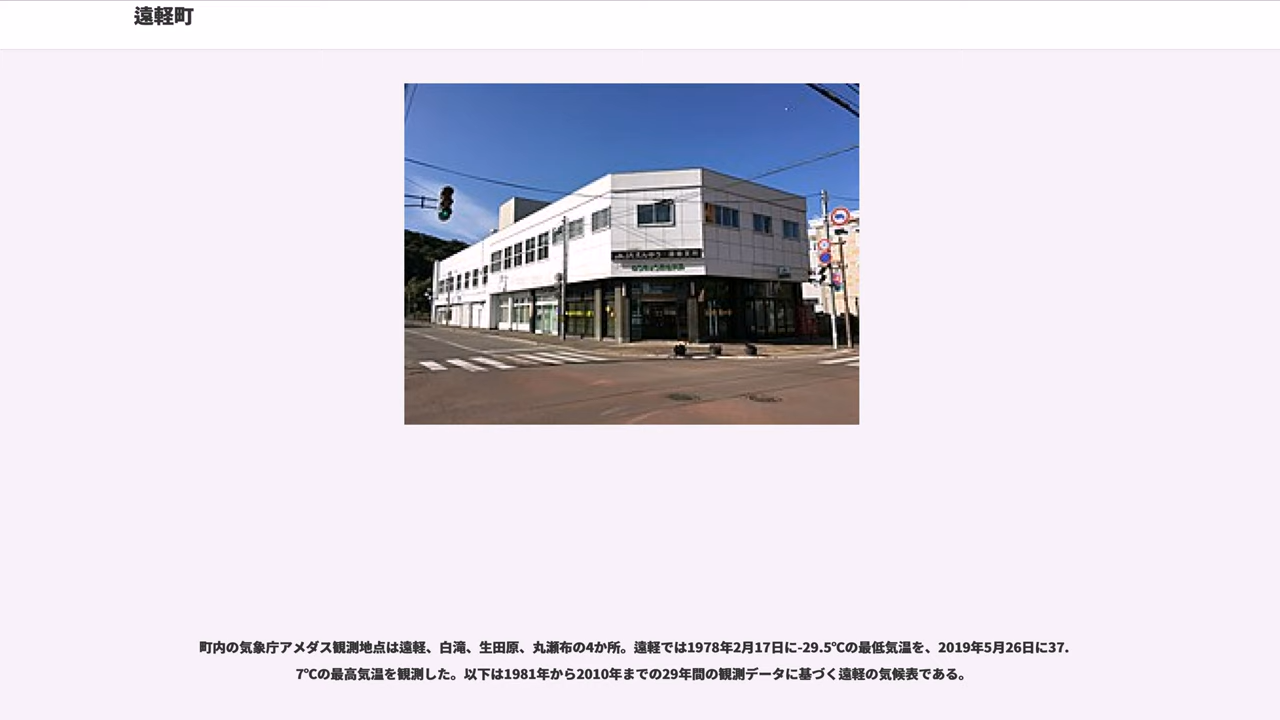 遠軽町
町内の気象庁アメダス観測地点は遠軽、白滝、生田原、丸瀬布の4か所。遠軽では1978年2月17日に-29.5℃の最低気温を、2019年5月26日に37.
7℃の最高気温を観測した。以下は1981年から2010年までの29年間の観測データに基づく遠軽の気候表である。